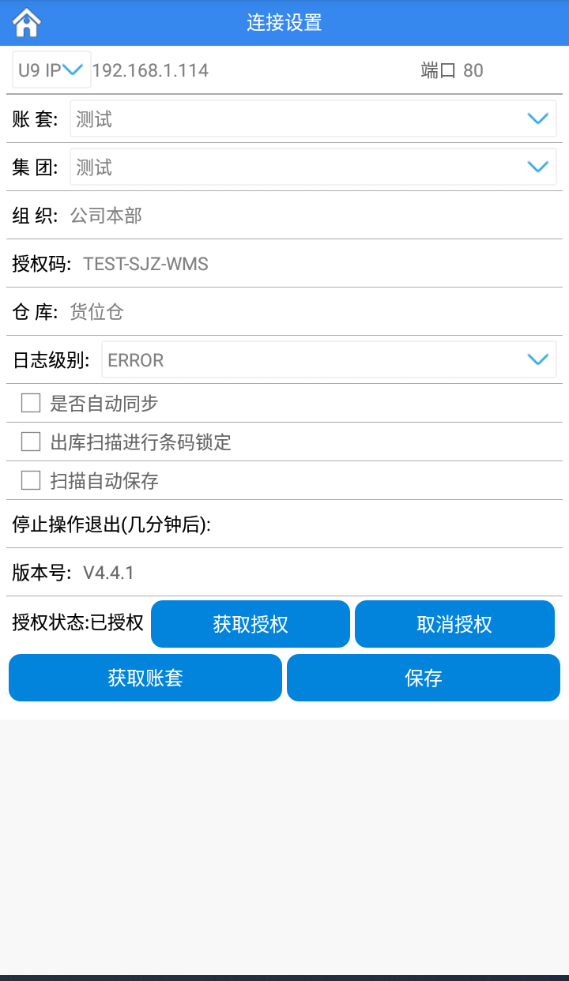 连接设置
U9 IP 192.168.1.114 端口 80
账 套: 测试
集 团: 测试
组 织: 公司本部
授权码: TEST-SJZ-WMS
仓 库: 货位仓
日志级别: ERROR
是否自动同步
出库扫描进行条码锁定
扫描自动保存
停止操作退出(几分钟后):
版本号: V4.4.1
授权状态:已授权 获取授权 取消授权
获取账套 保存